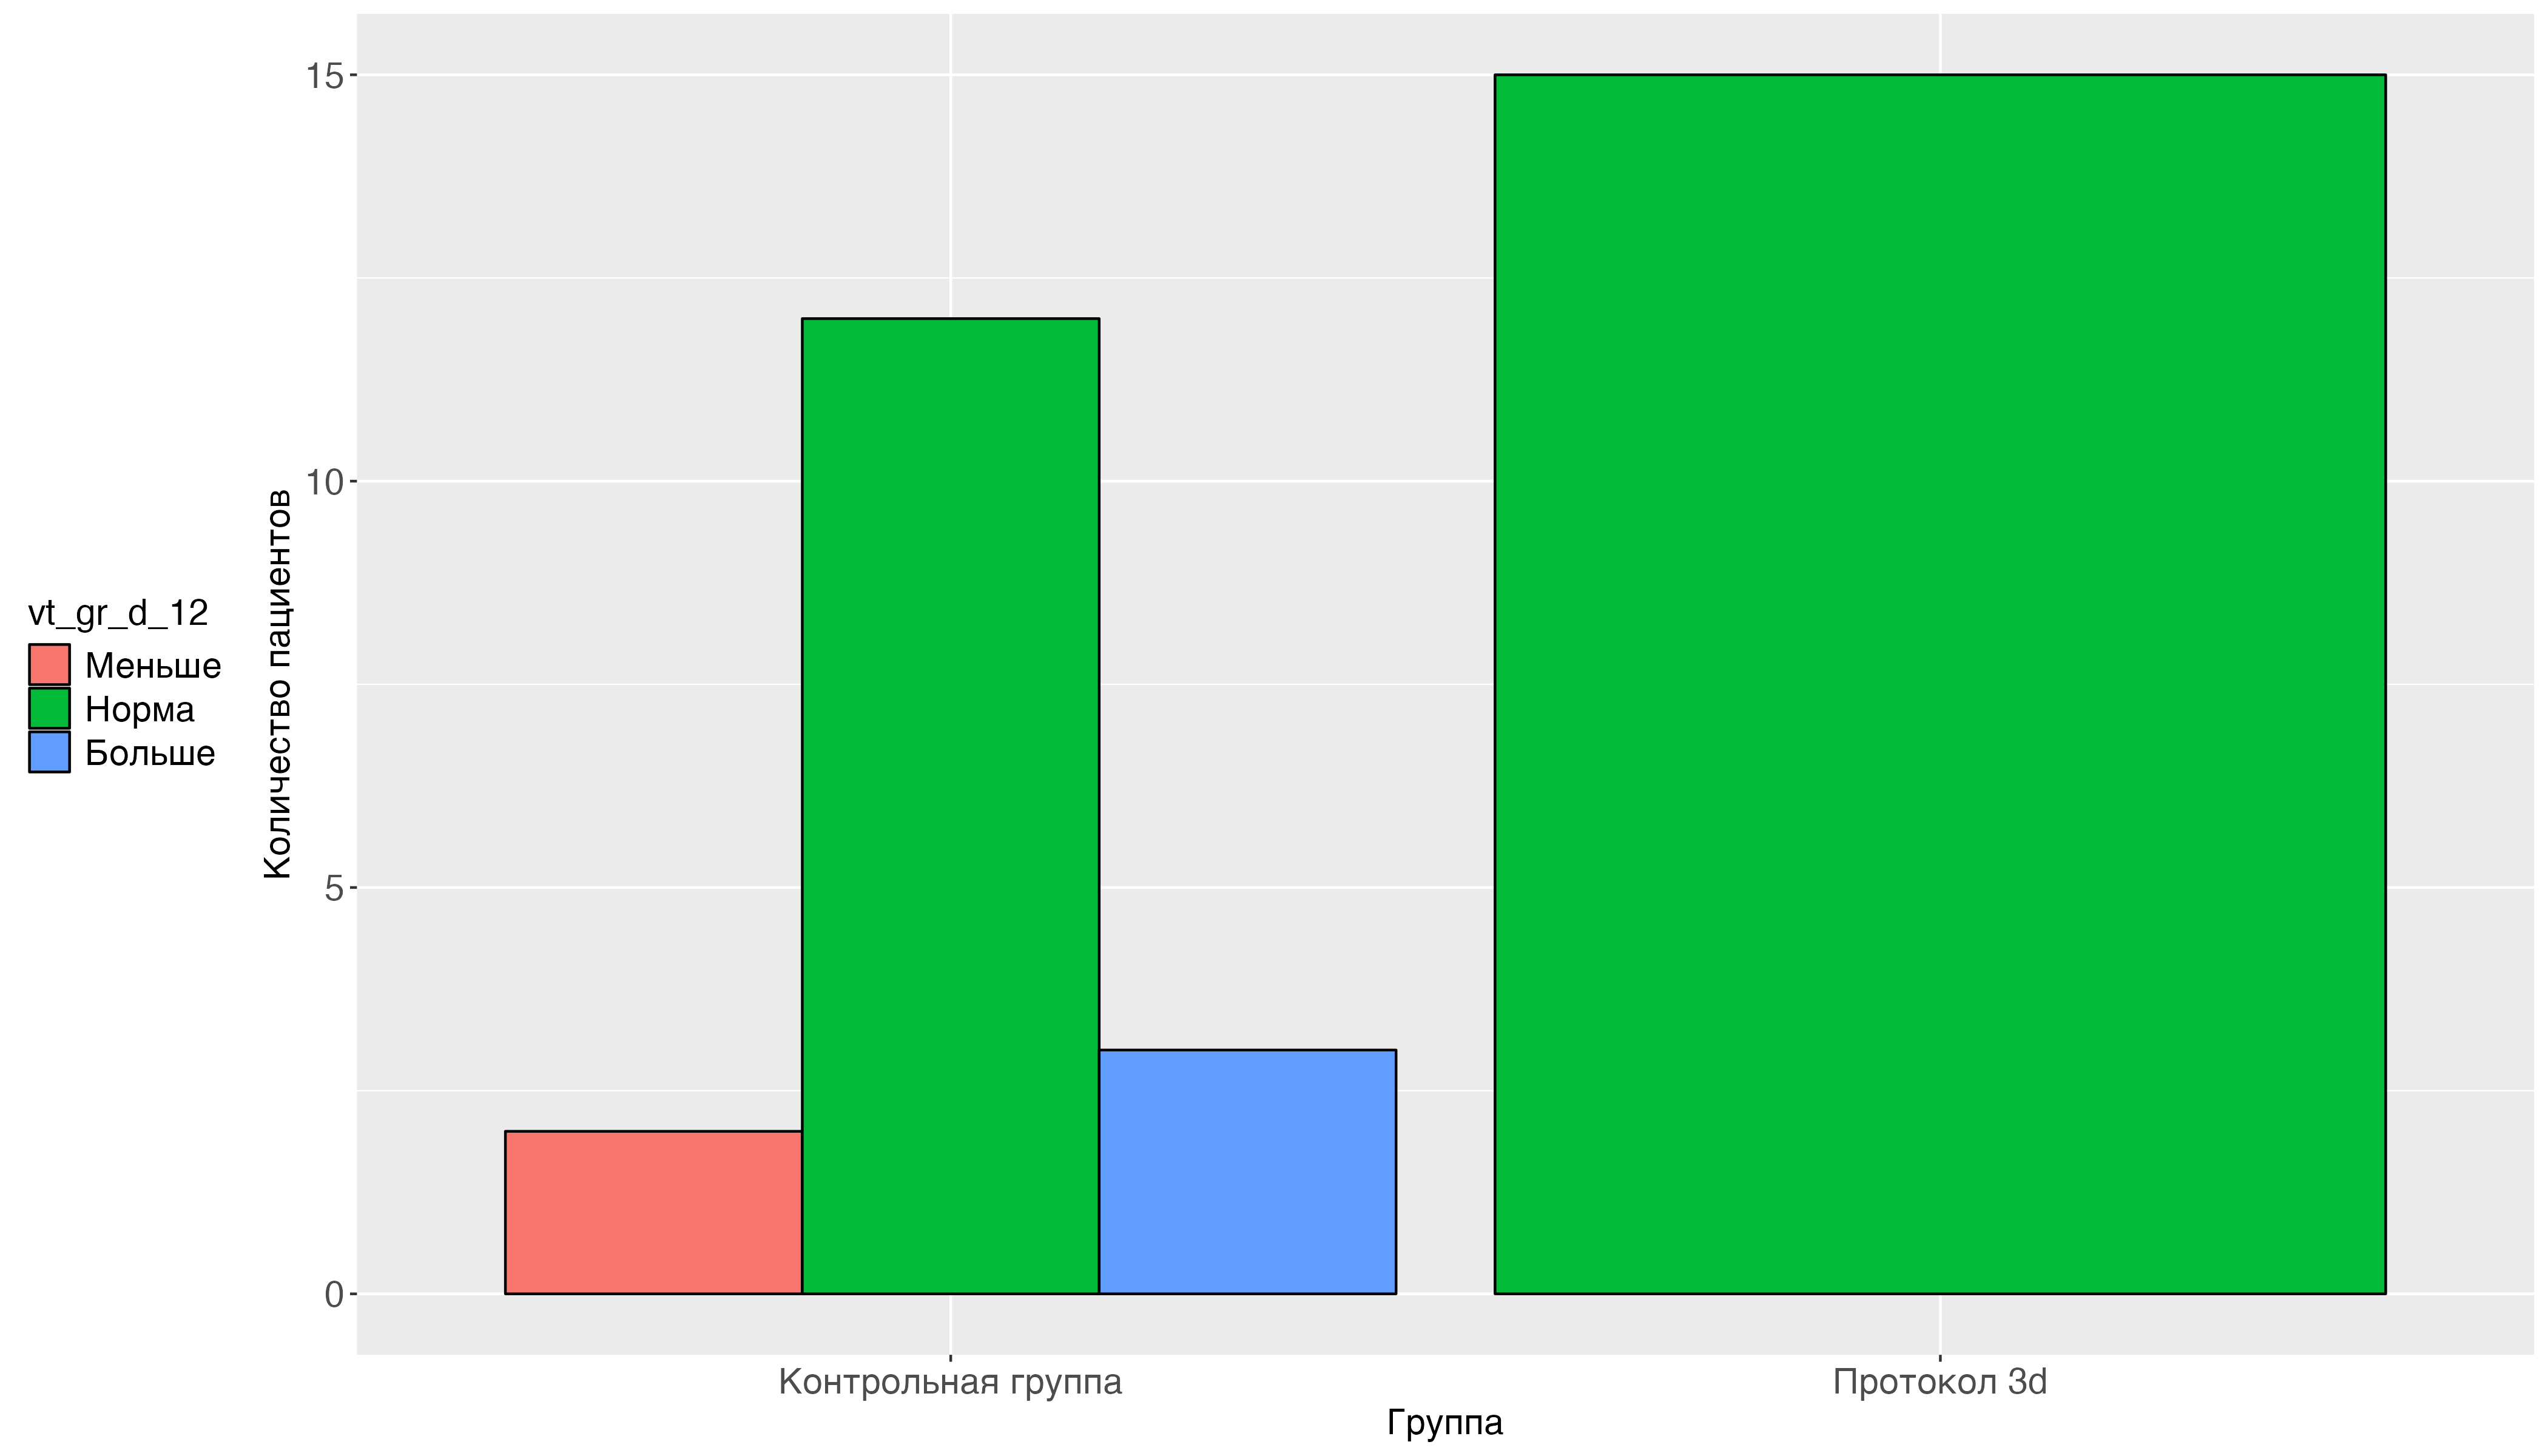 vt_gr_d_12
Меньше
Норма
Больше
Количество пациентов
15
10
5
0
Контрольная группа
Протокол 3d
Группа